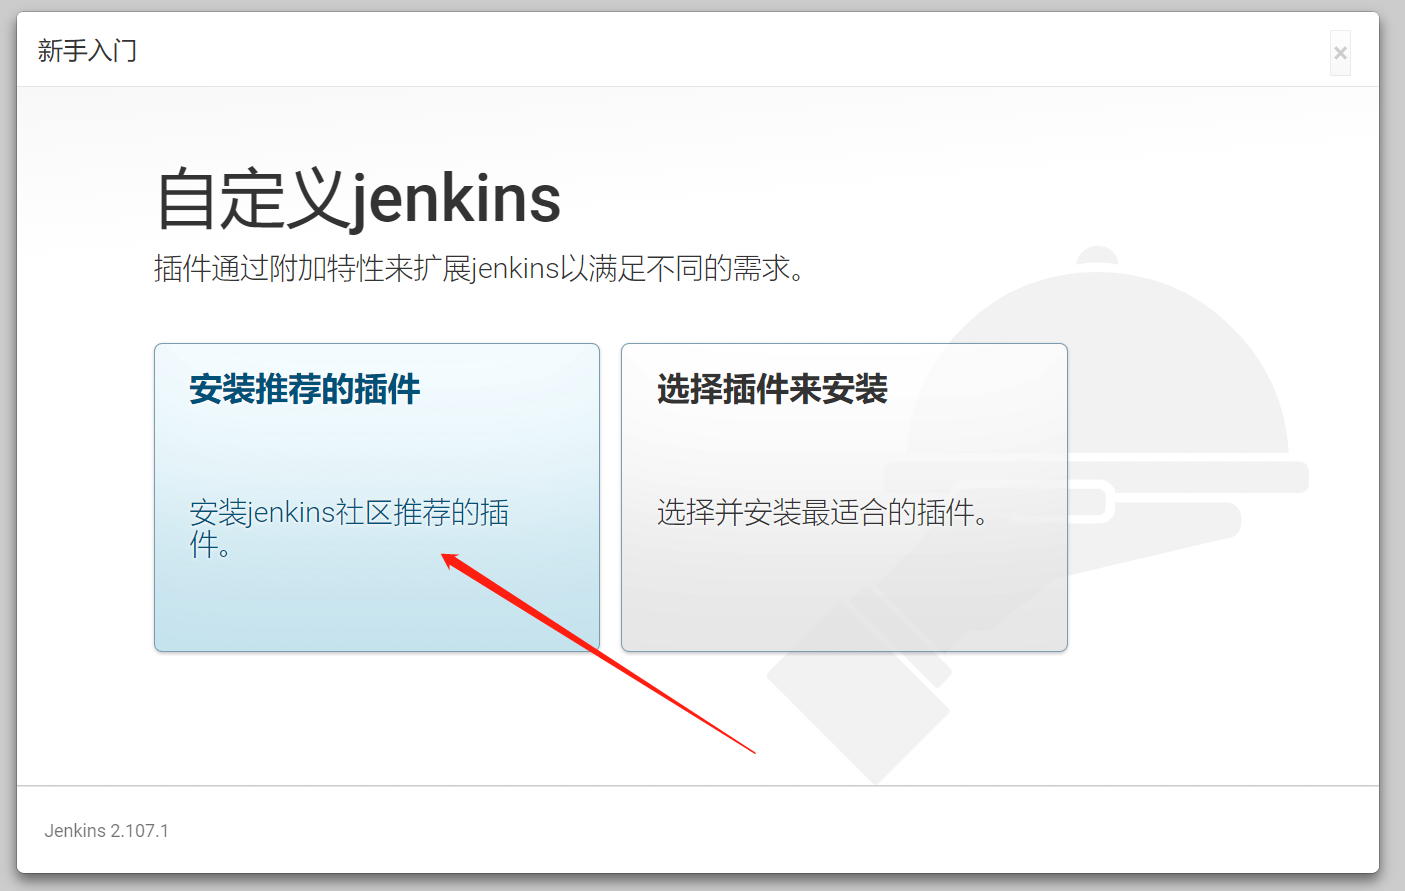 新手入门
×
自定义jenkins
插件通过附加特性来扩展jenkins以满足不同的需求。
安装推荐的插件
安装jenkins社区推荐的插
件。
选择插件来安装
选择并安装最适合的插件。
Jenkins 2.107.1